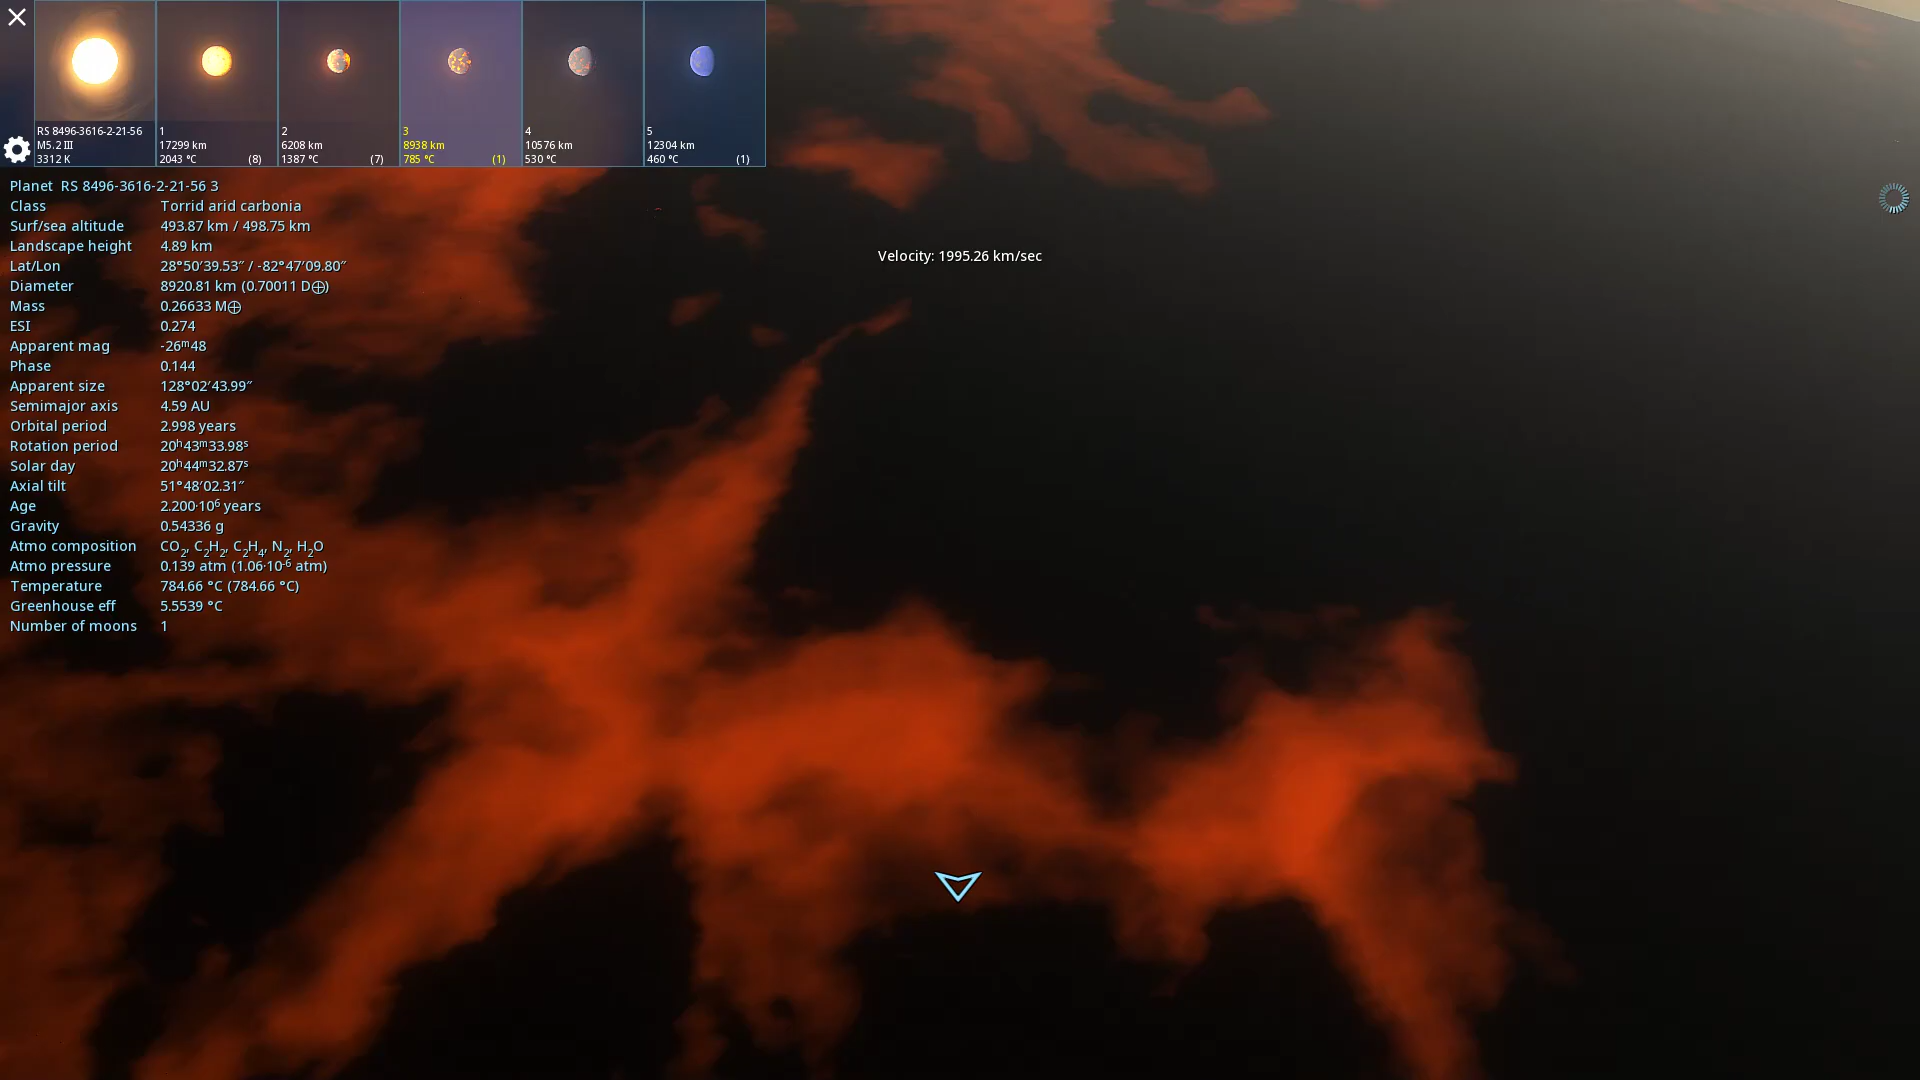 RS 8496-3616-2-21-56
M5.2 III
3312 K
1
17299 km
2043 °C (8)
2
6208 km
1387 °C (7)
3
8938 km
785 °C (1)
4
10576 km
530 °C
5
12304 km
460 °C (1)
Planet RS 8496-3616-2-21-56 3
Class Torrid arid carbonia
Surf/sea altitude 493.87 km / 498.75 km
Landscape height 4.89 km
Lat/Lon 28°50′39.53″ / -82°47′09.80″
Diameter 8920.81 km (0.70011 D⊕)
Mass 0.26633 M⊕
ESI 0.274
Apparent mag -26ᵐ48
Phase 0.144
Apparent size 128°02′43.99″
Semimajor axis 4.59 AU
Orbital period 2.998 years
Rotation period 20ʰ43ᵐ33.98ˢ
Solar day 20ʰ44ᵐ32.87ˢ
Axial tilt 51°48′02.31″
Age 2.200·10⁶ years
Gravity 0.54336 g
Atmo composition CO₂, C₂H₂, C₂H₄, N₂, H₂O
Atmo pressure 0.139 atm (1.06·10⁻⁶ atm)
Temperature 784.66 °C (784.66 °C)
Greenhouse eff 5.5539 °C
Number of moons 1
Velocity: 1995.26 km/sec